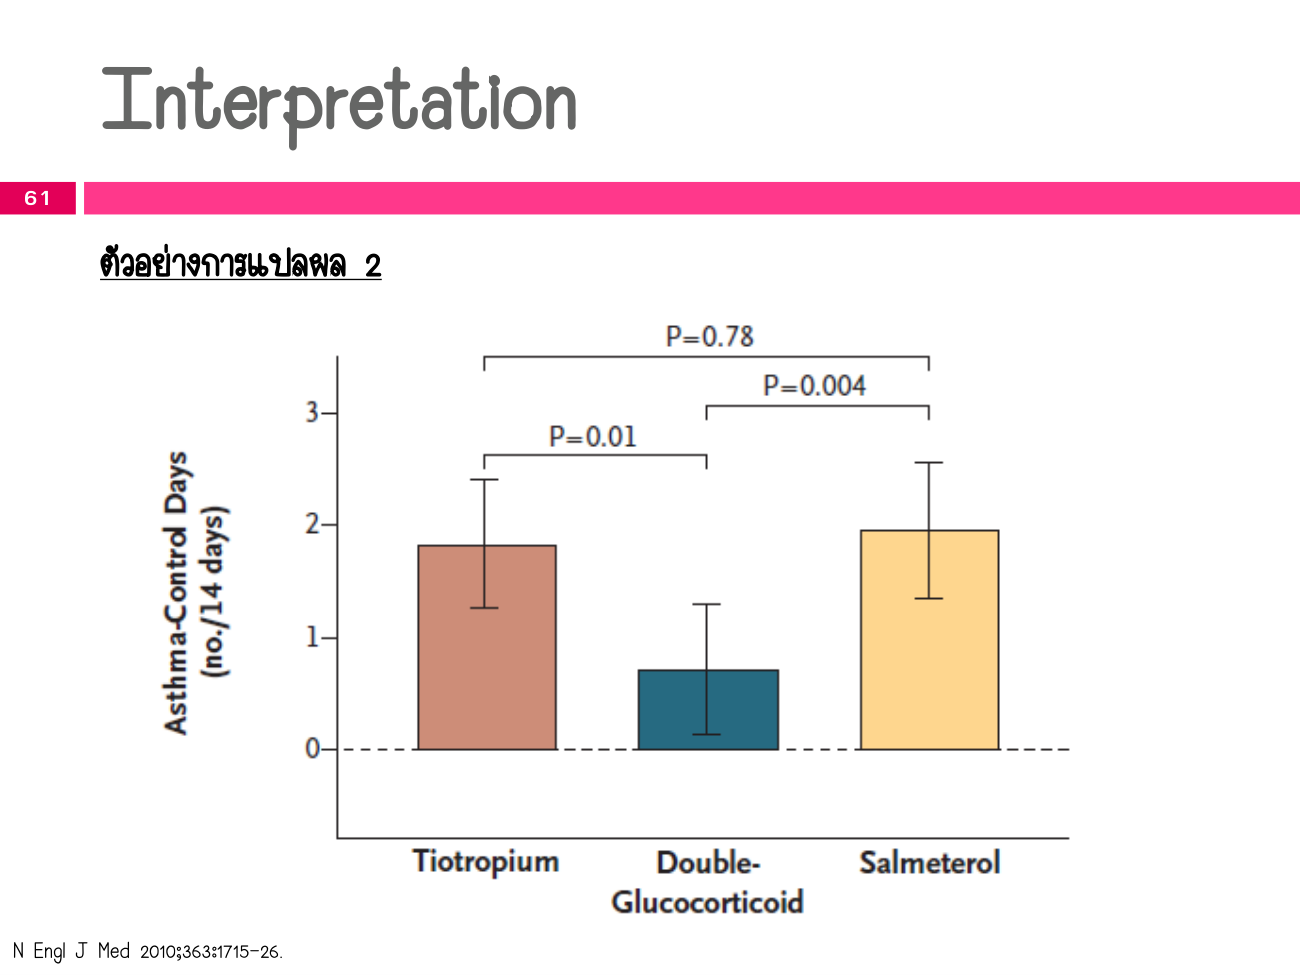 Interpretation
61
ตัวอย่างการแปลผล 2
P=0.78
P=0.004
P=0.01
3
2
1
0
Asthma-Control Days
(no./14 days)
Tiotropium
Double-
Glucocorticoid
Salmeterol
N Engl J Med 2010;363:1715-26.